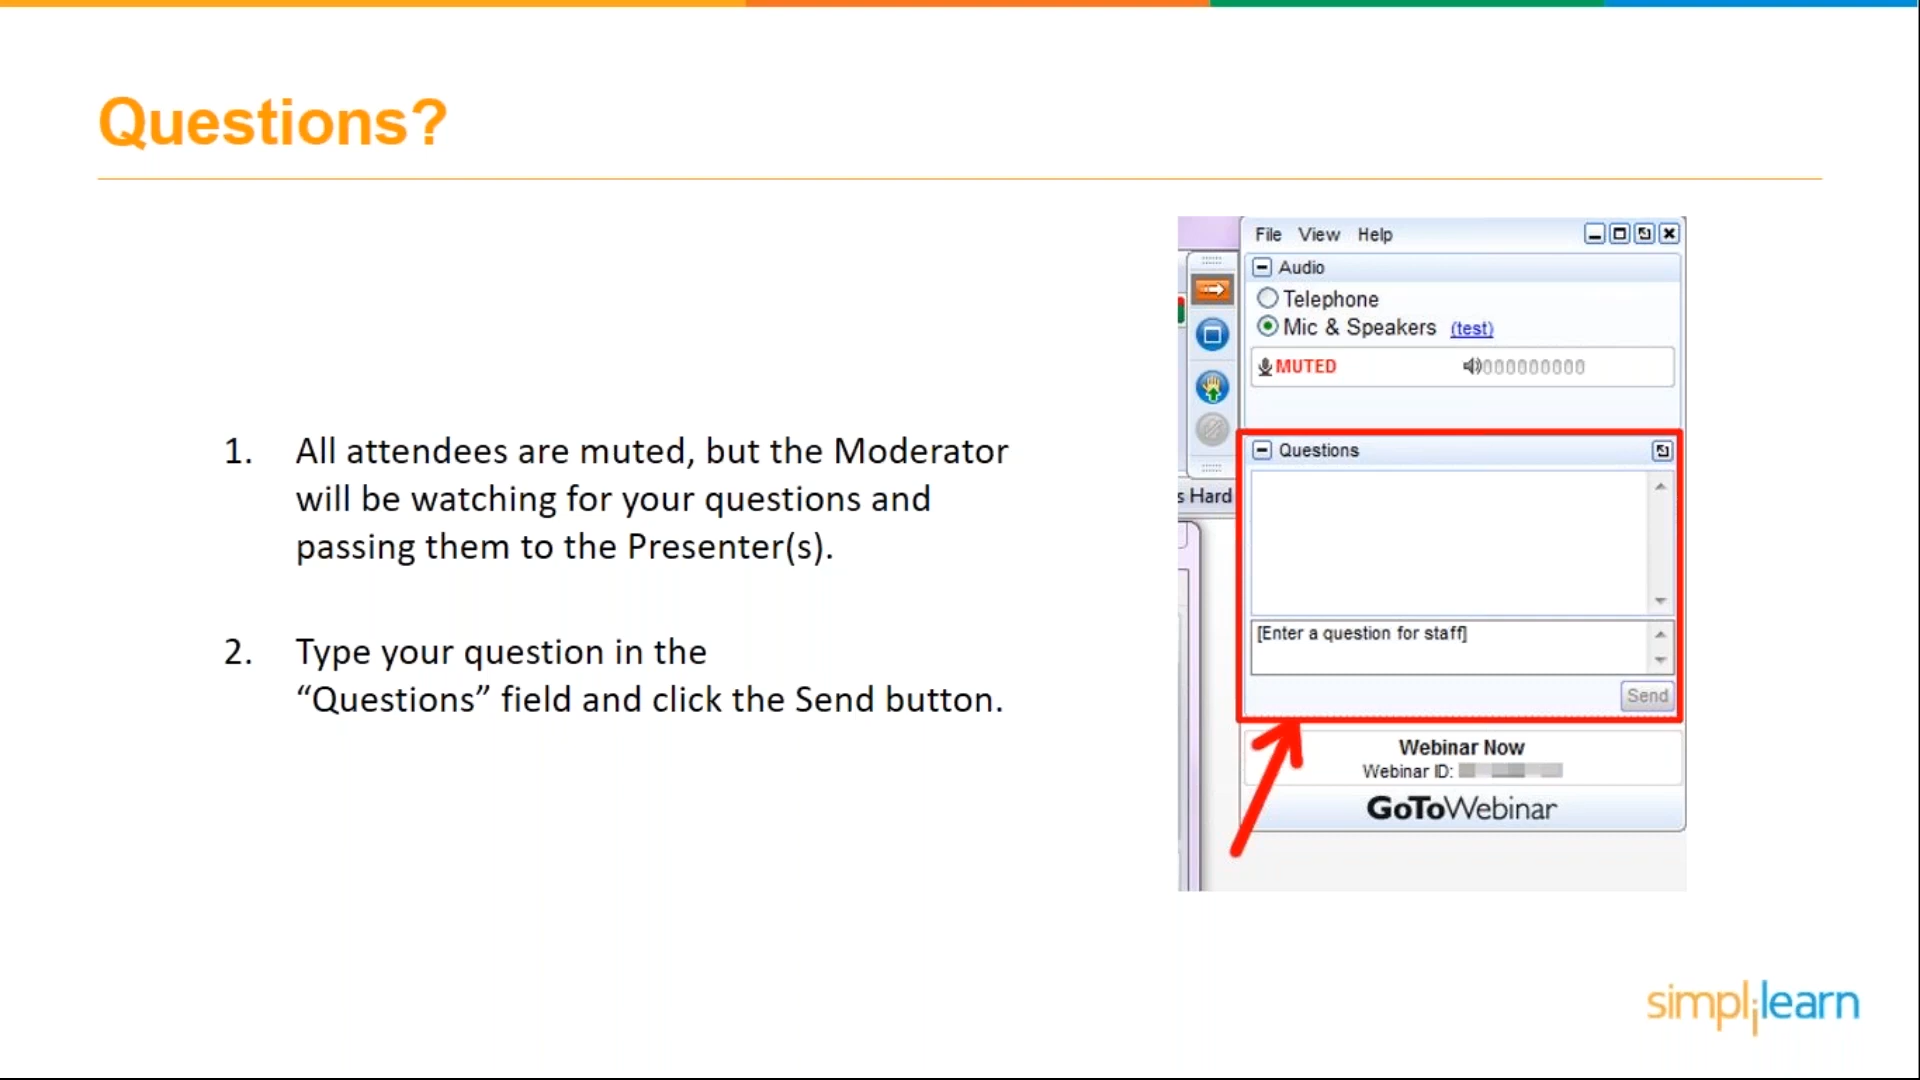 Questions?
1. All attendees are muted, but the Moderator
will be watching for your questions and
passing them to the Presenter(s).
2. Type your question in the
“Questions” field and click the Send button.
File View Help
Audio
Telephone
Mic & Speakers (test)
MUTED
s Hard
Questions
[Enter a question for staff]
Send
Webinar Now
Webinar ID:
GoToWebinar
simplilearn